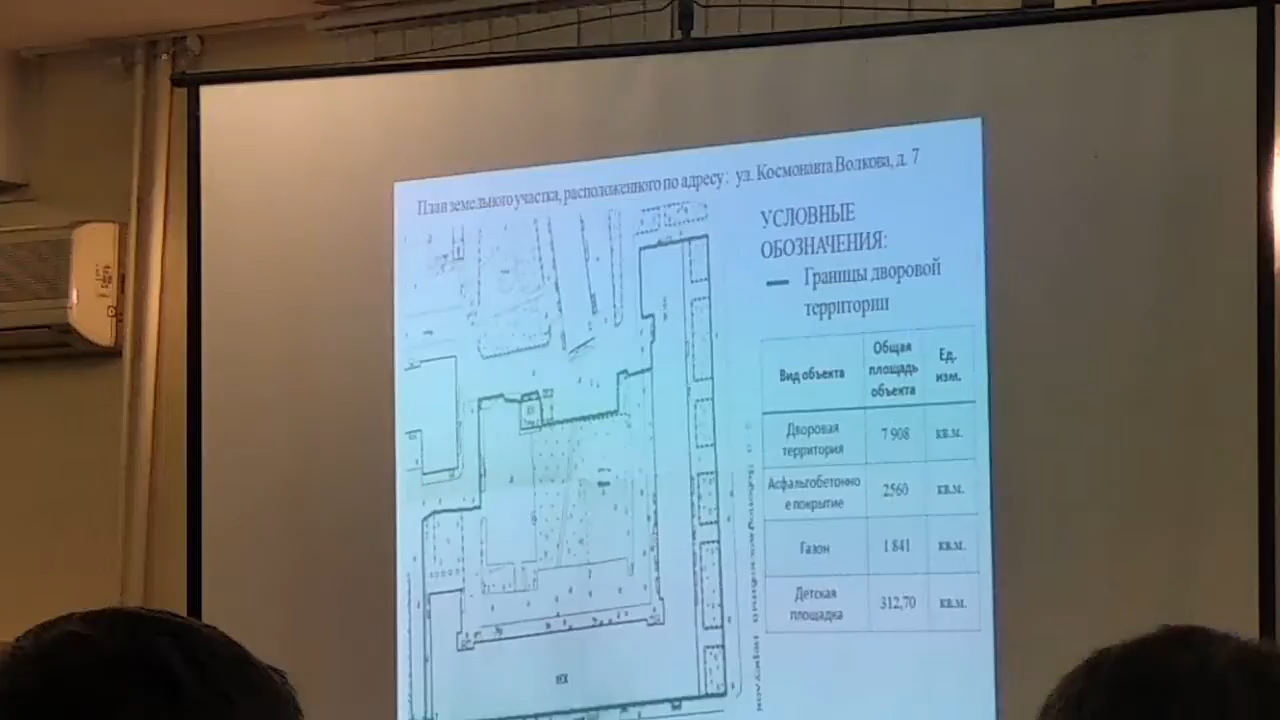 План земельного участка, расположенного по адресу: ул. Космонавта Волкова, д. 7
УСЛОВНЫЕ
ОБОЗНАЧЕНИЯ:
Границы дворовой
территории
Вид объекта
Общая
площадь
объекта
Ед.
изм.
Дворовая
территория
7 908
кв.м.
Асфальтобетонно
е покрытие
2560
кв.м.
Газон
1 841
кв.м.
Детская
площадка
312,70
кв.м.